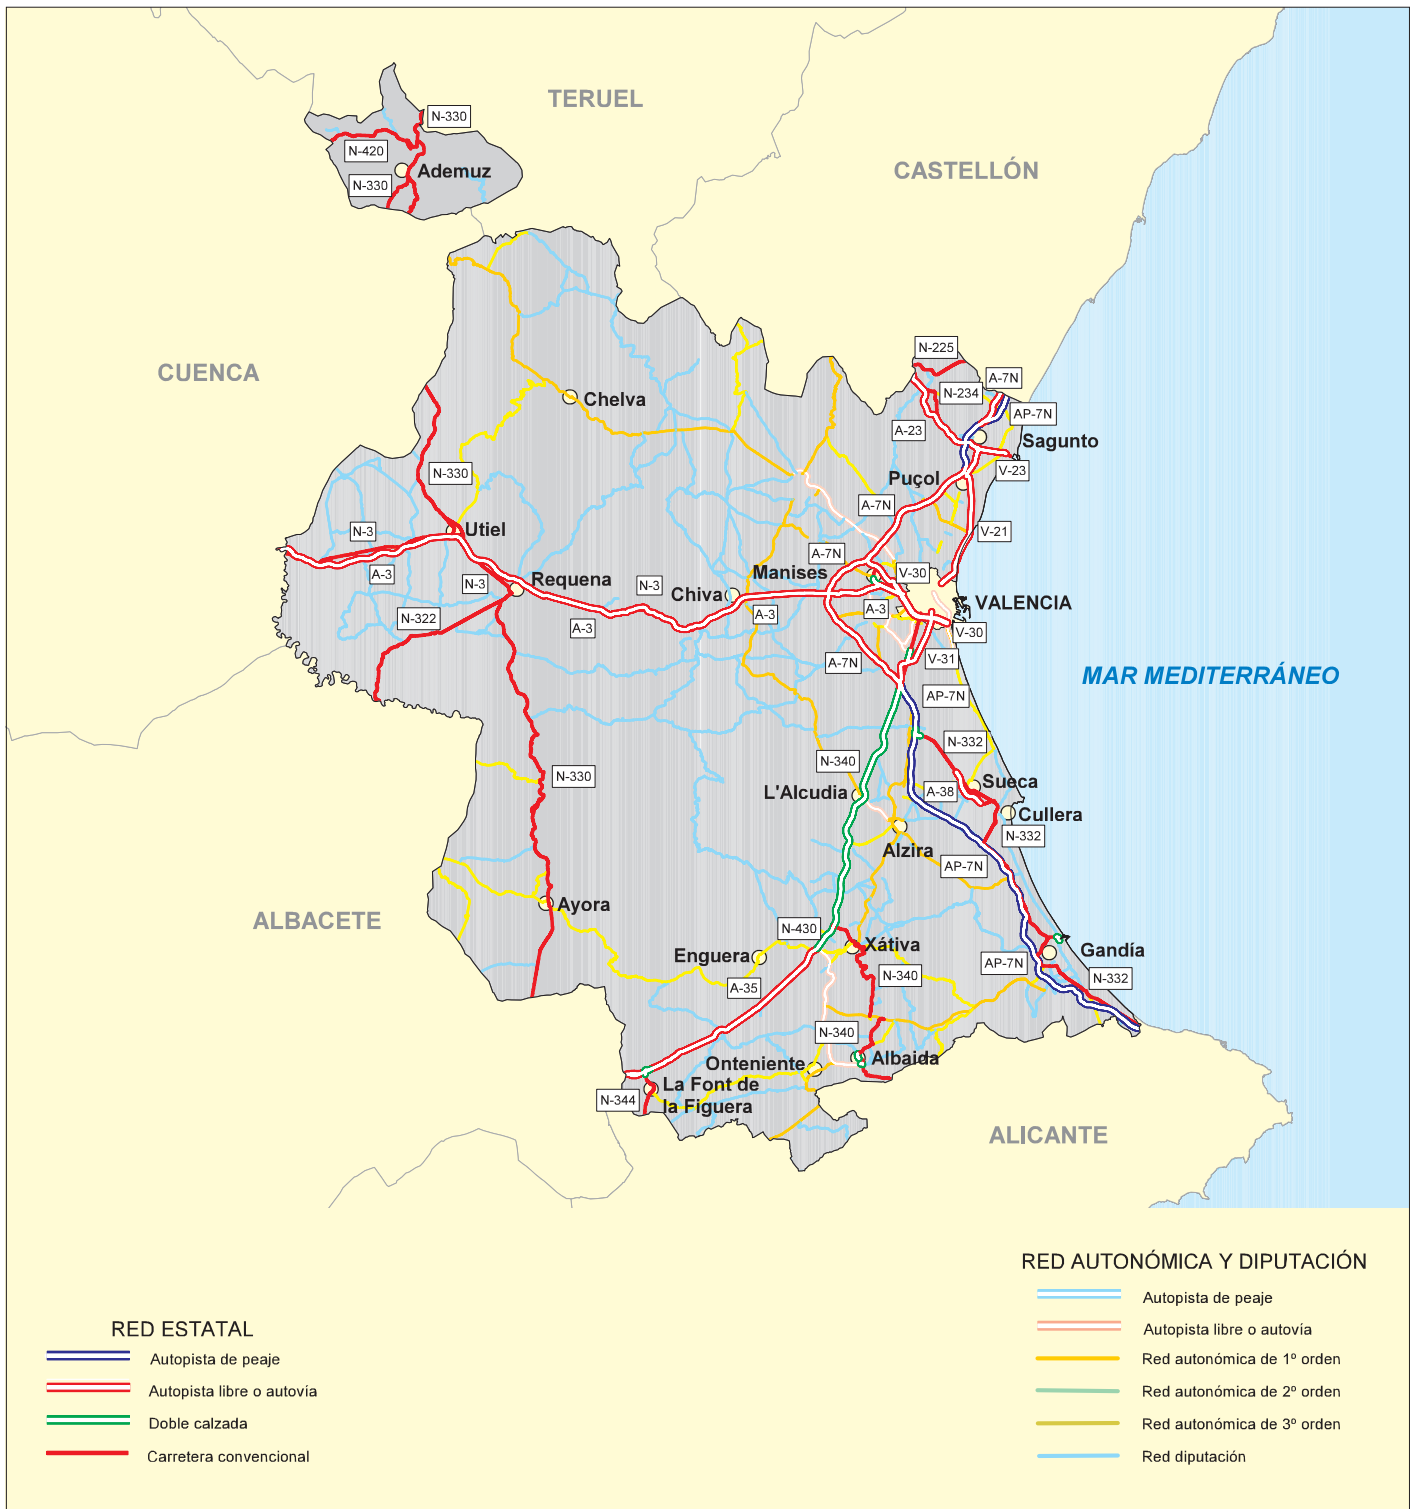 TERUEL
N-330
N-420
Ademuz
N-330
CASTELLÓN
CUENCA
N-225
A-7N
N-234
AP-7N
Chelva
A-23
Sagunto
N-330
Puçol
V-23
A-7N
Utiel
N-3
V-21
A-7N
A-3
N-3
Requena
N-3
Manises
V-30
Chiva
N-322
A-3
A-3
A-3
VALENCIA
V-30
A-7N
V-31
MAR MEDITERRÁNEO
AP-7N
N-332
N-340
N-330
Sueca
L'Alcudia
A-38
Cullera
N-332
Alzira
AP-7N
Ayora
ALBACETE
N-430
Xátiva
Gandía
Enguera
AP-7N
N-340
N-332
A-35
N-340
Albaida
Onteniente
La Font de
la Figuera
N-344
ALICANTE
RED ESTATAL
Autopista de peaje
Autopista libre o autovía
Doble calzada
Carretera convencional
RED AUTONÓMICA Y DIPUTACIÓN
Autopista de peaje
Autopista libre o autovía
Red autonómica de 1º orden
Red autonómica de 2º orden
Red autonómica de 3º orden
Red diputación